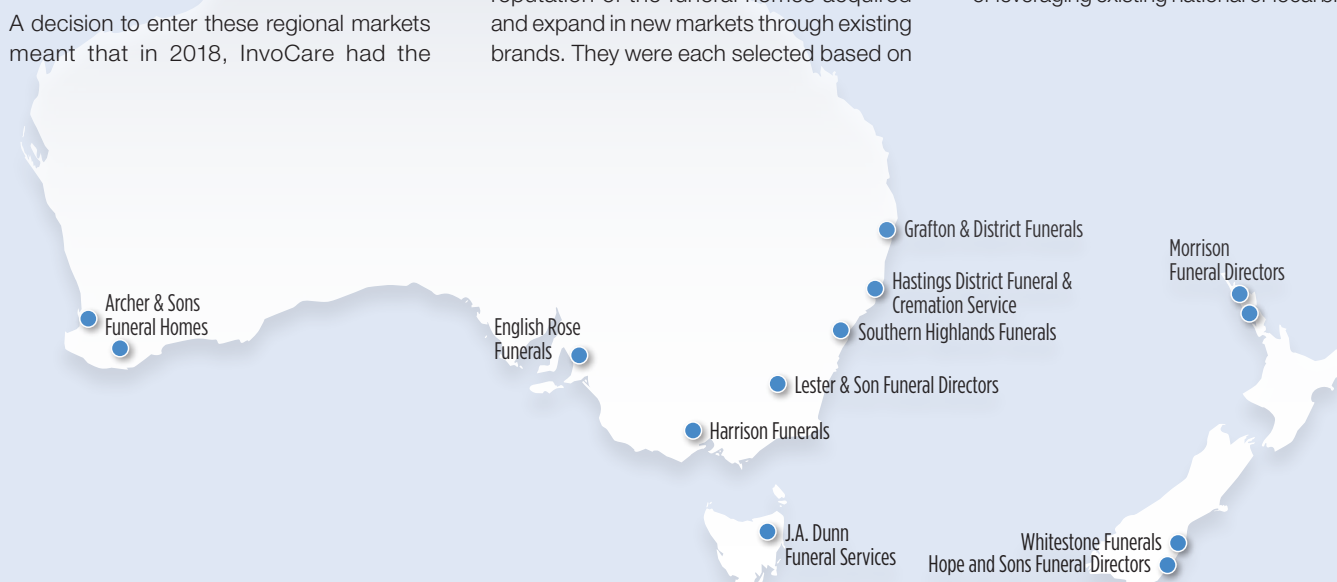 A decision to enter these regional markets
meant that in 2018, InvoCare had the
and expand in new markets through existing
brands. They were each selected based on
Grafton & District Funerals
Hastings District Funeral &
Cremation Service
Southern Highlands Funerals
Lester & Son Funeral Directors
Harrison Funerals
English Rose
Funerals
Archer & Sons
Funeral Homes
J.A. Dunn
Funeral Services
Morrison
Funeral Directors
Whitestone Funerals
Hope and Sons Funeral Directors